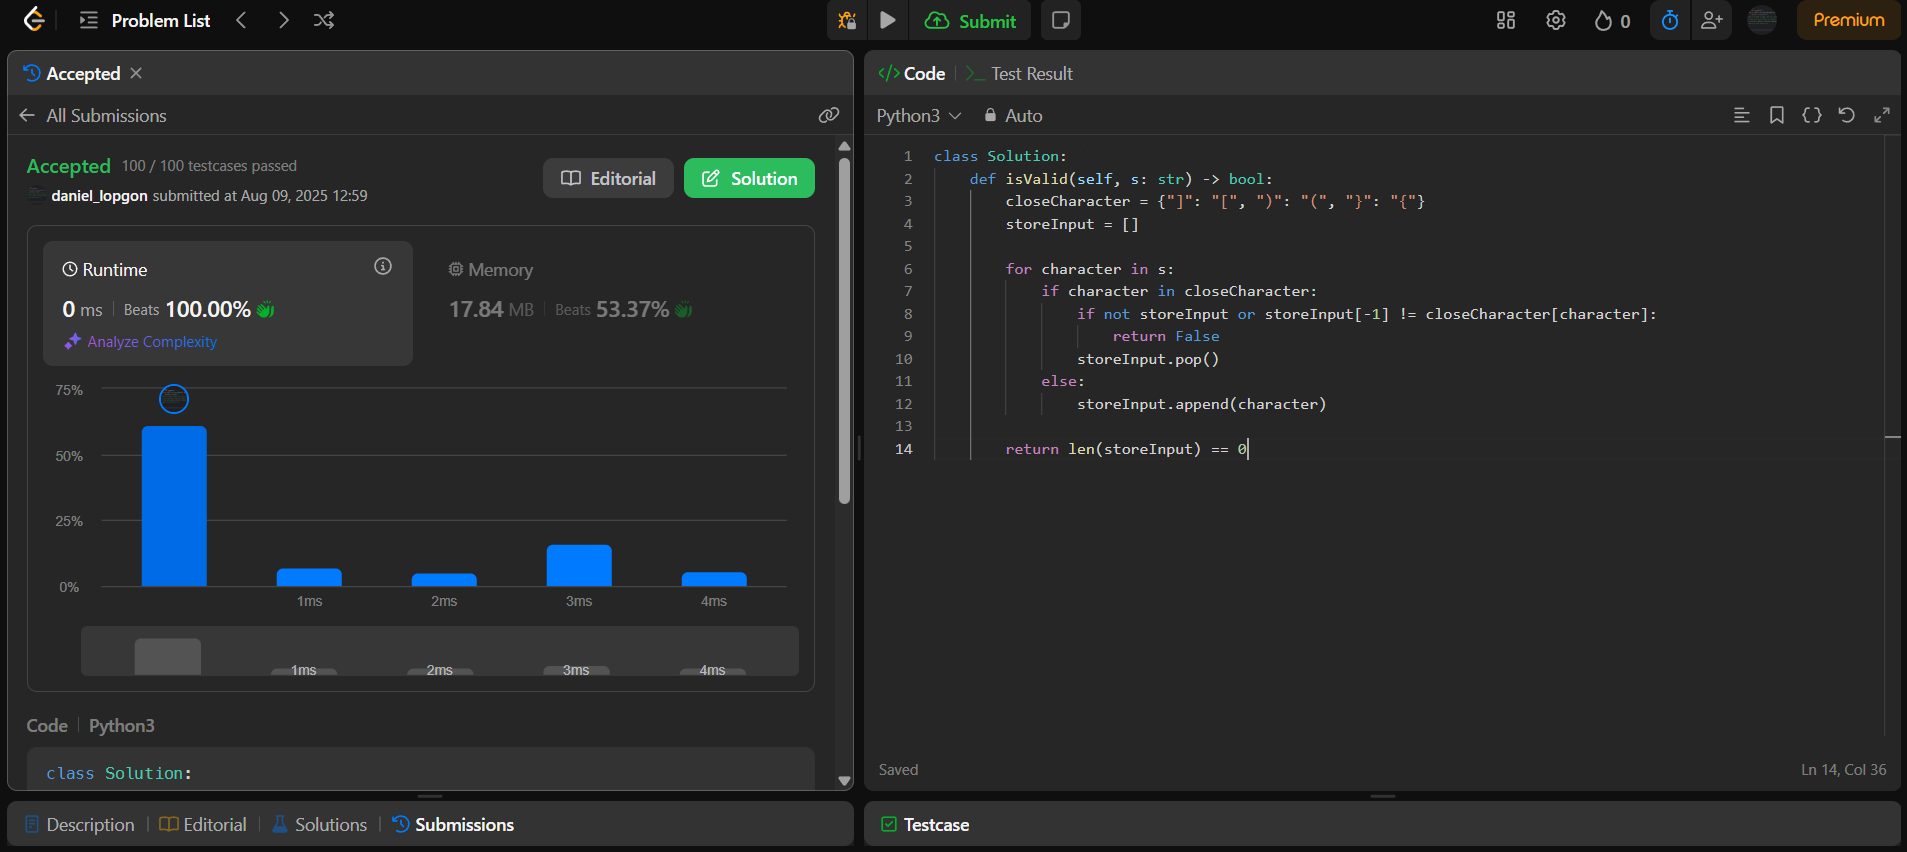 Problem List
Submit
0
Premium
Accepted
All Submissions
Accepted 100 / 100 testcases passed
daniel_lopgon submitted at Aug 09, 2025 12:59
Editorial
Solution
Runtime
0 ms Beats 100.00%
Analyze Complexity
Memory
17.84 MB Beats 53.37%
75%
50%
25%
0%
1ms 2ms 3ms 4ms
1ms 2ms 3ms 4ms
Code Python3
class Solution:
Description Editorial Solutions Submissions
Code Test Result
Python3 Auto
1 class Solution:
2 def isValid(self, s: str) -> bool:
3 closeCharacter = {"]": "[", ")": "(", "}": "{"}
4 storeInput = []
5
6 for character in s:
7 if character in closeCharacter:
8 if not storeInput or storeInput[-1] != closeCharacter[character]:
9 return False
10 storeInput.pop()
11 else:
12 storeInput.append(character)
13
14 return len(storeInput) == 0
Saved
Ln 14, Col 36
Testcase